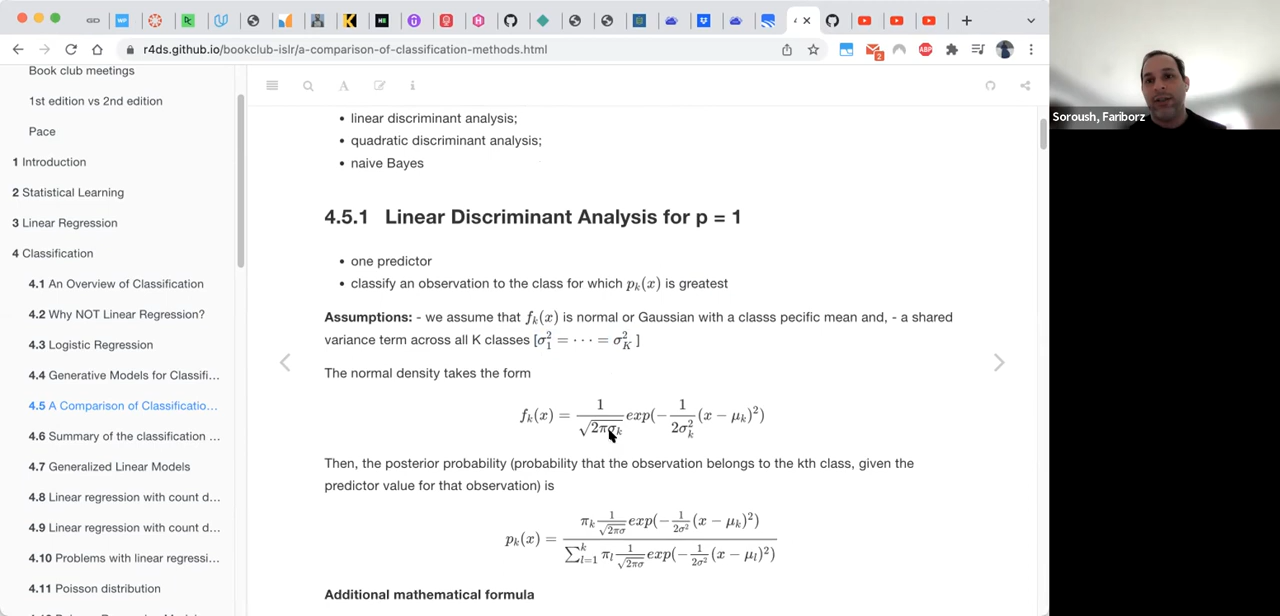 r4ds.github.io/bookclub-islr/a-comparison-of-classification-methods.html
2
ABP
Soroush, Fariborz
Book club meetings
1st edition vs 2nd edition
Pace
1 Introduction
2 Statistical Learning
3 Linear Regression
4 Classification
4.1 An Overview of Classification
4.2 Why NOT Linear Regression?
4.3 Logistic Regression
4.4 Generative Models for Classifi...
4.5 A Comparison of Classificatio...
4.6 Summary of the classification ...
4.7 Generalized Linear Models
4.8 Linear regression with count d...
4.9 Linear regression with count d...
4.10 Problems with linear regressi...
4.11 Poisson distribution
• linear discriminant analysis;
• quadratic discriminant analysis;
• naive Bayes
4.5.1 Linear Discriminant Analysis for p = 1
• one predictor
• classify an observation to the class for which p_k(x) is greatest
Assumptions: - we assume that f_k(x) is normal or Gaussian with a classs pecific mean and, - a shared
variance term across all K classes [σ_1^2 = ··· = σ_K^2 ]
The normal density takes the form
f_k(x) = 1/√(2πσ_k) exp(− 1/(2σ_k^2) (x − μ_k)^2)
Then, the posterior probability (probability that the observation belongs to the kth class, given the
predictor value for that observation) is
p_k(x) = π_k 1/√(2πσ) exp(− 1/(2σ^2) (x − μ_k)^2) / ∑_{l=1}^k π_l 1/√(2πσ) exp(− 1/(2σ^2) (x − μ_l)^2)
Additional mathematical formula